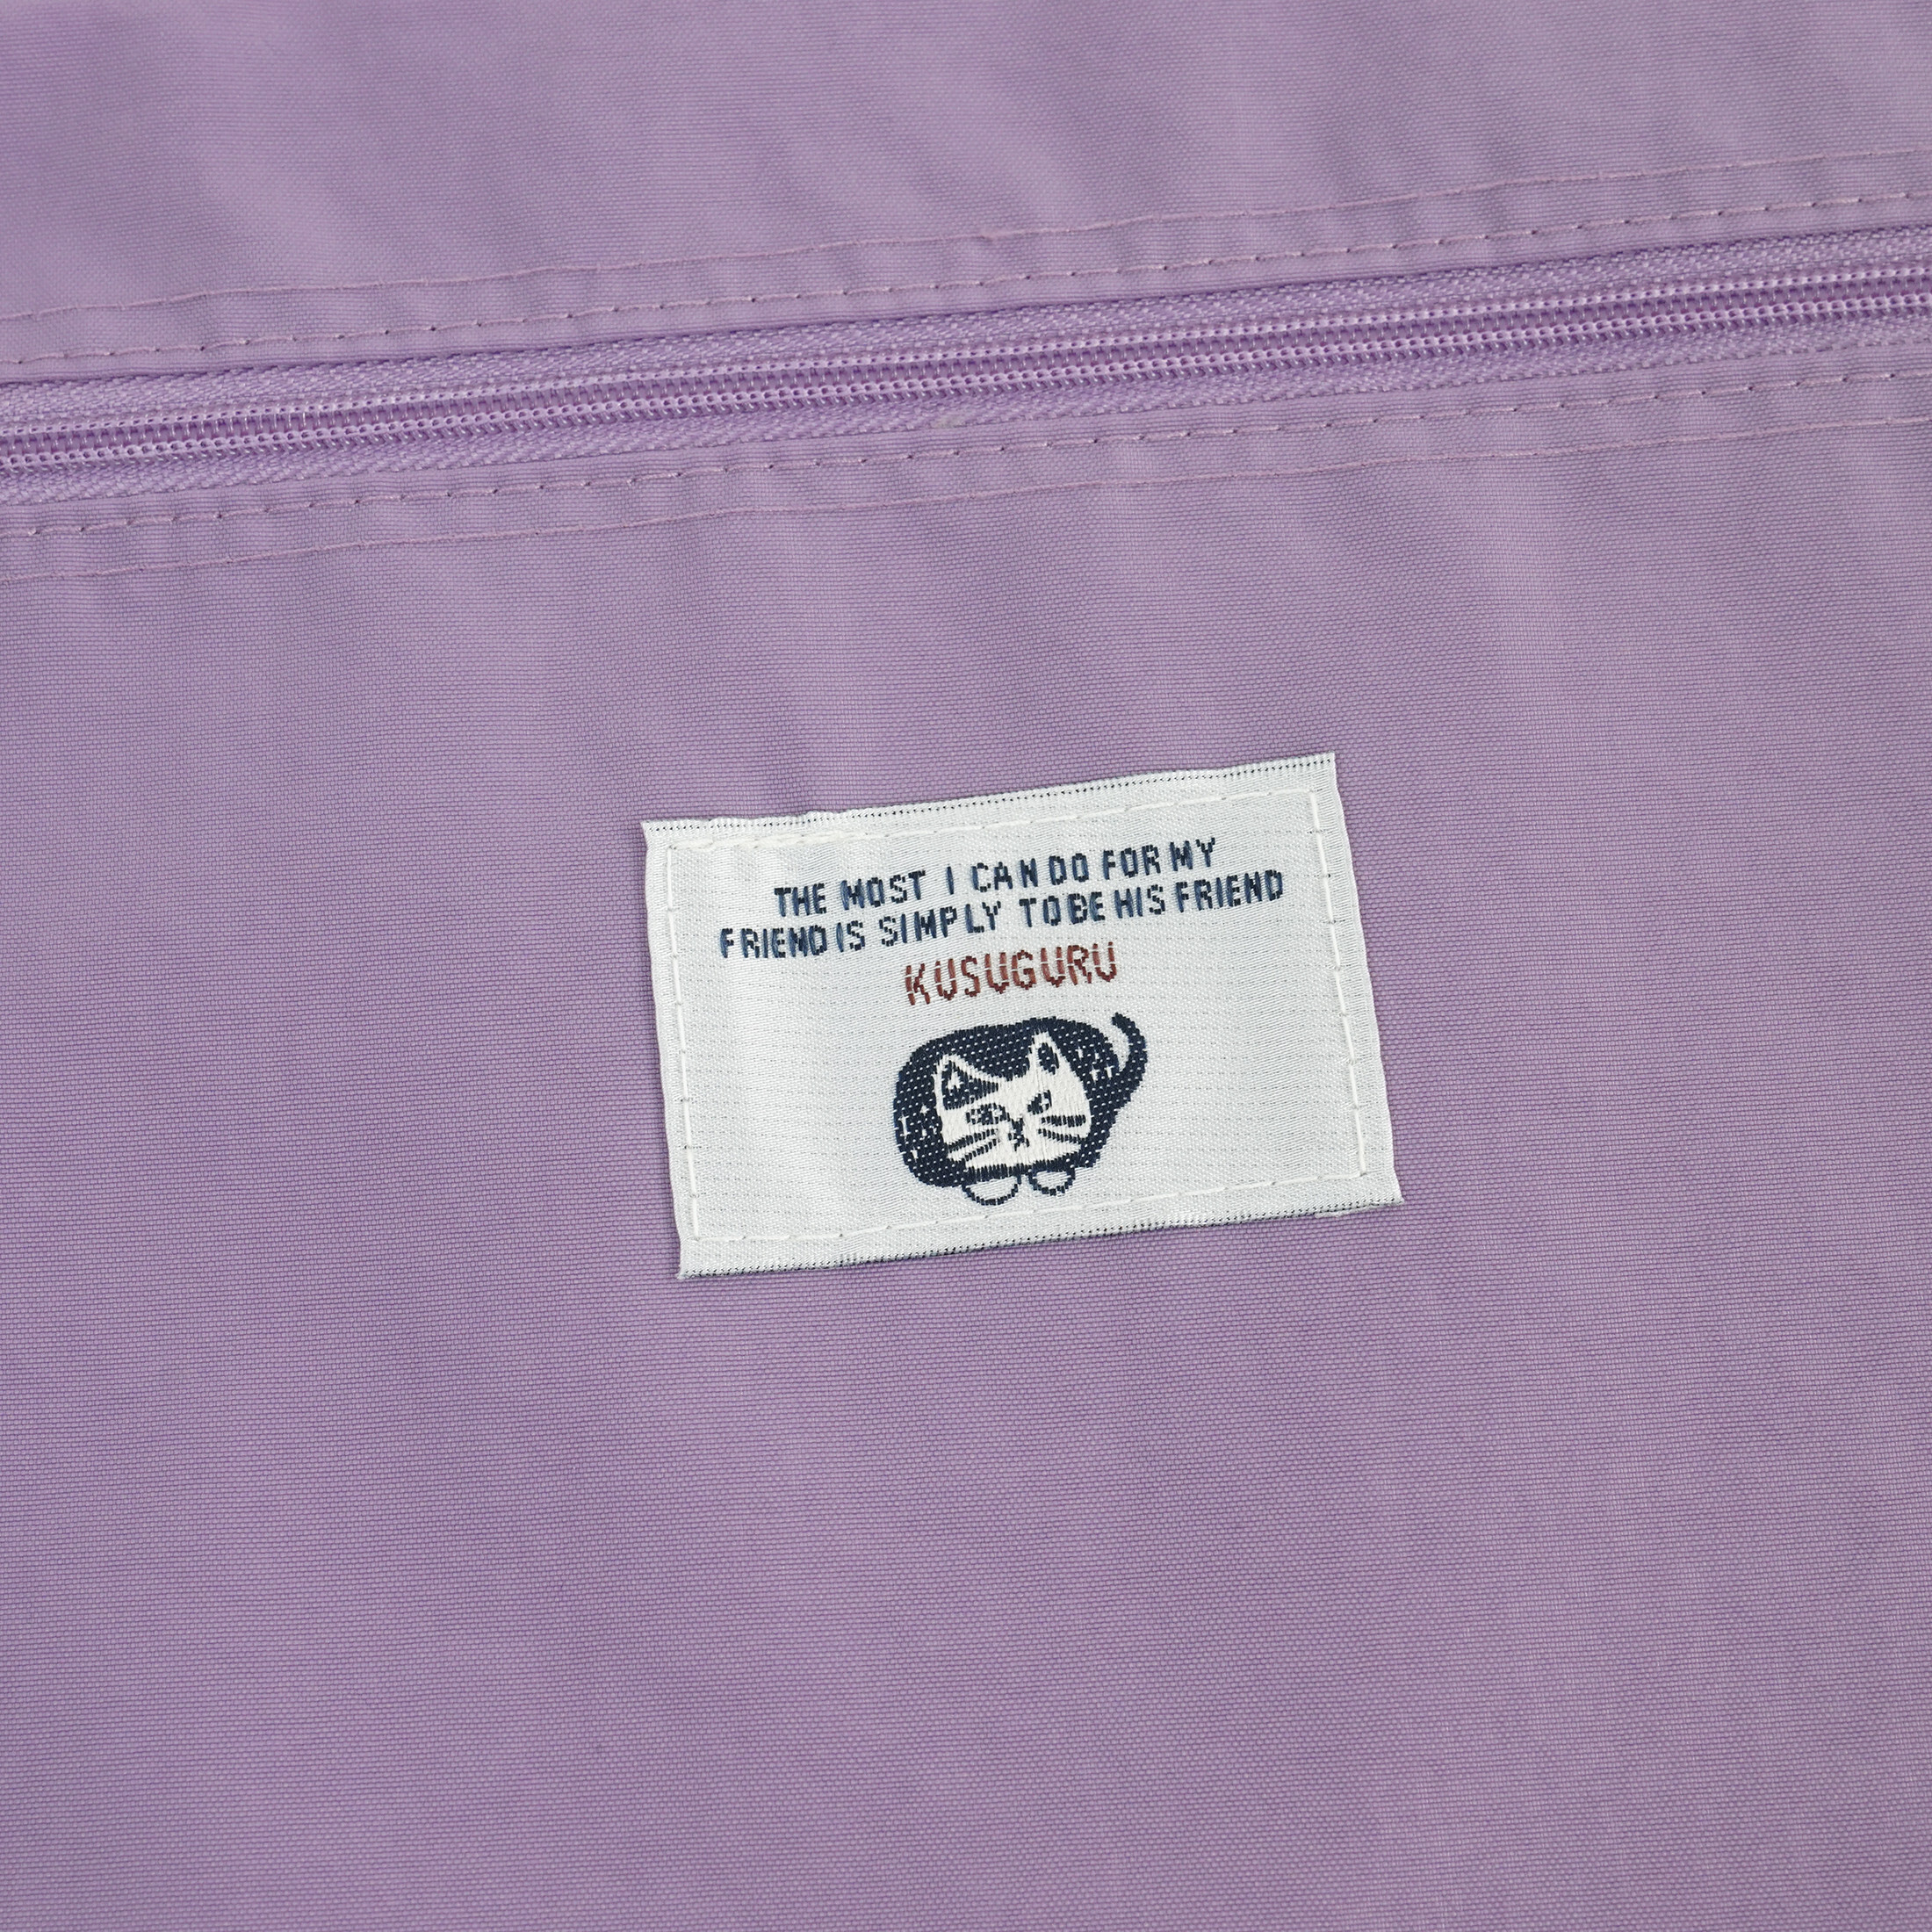 THE MOST I CAN DO FOR MY
FRIEND IS SIMPLY TO BE HIS FRIEND
KUSUGURU